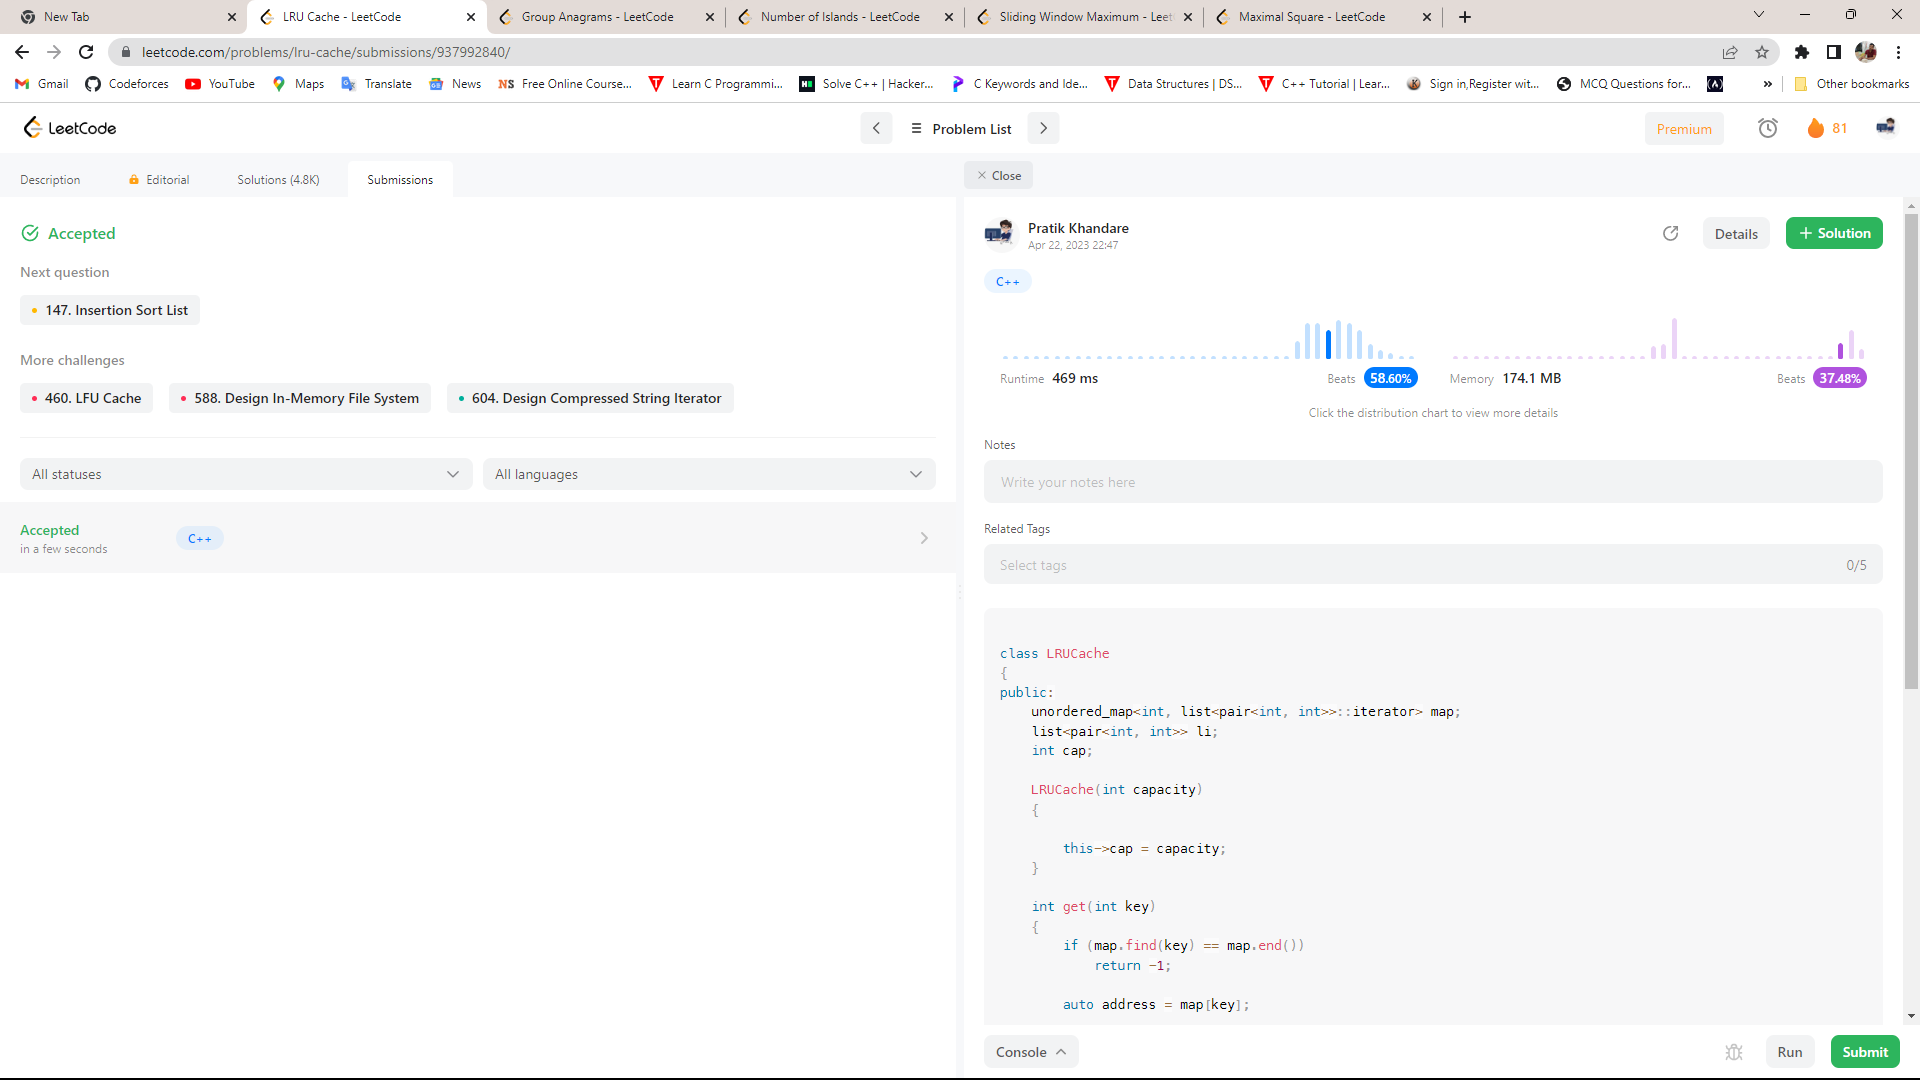 New Tab
LRU Cache - LeetCode
Group Anagrams - LeetCode
Number of Islands - LeetCode
Sliding Window Maximum - Leet
Maximal Square - LeetCode
leetcode.com/problems/lru-cache/submissions/937992840/
Gmail
Codeforces
YouTube
Maps
Translate
News
NS Free Online Course...
Learn C Programmi...
Solve C++ | Hacker...
C Keywords and Ide...
Data Structures | DS...
C++ Tutorial | Lear...
Sign in,Register wit...
MCQ Questions for...
»
Other bookmarks
LeetCode
Problem List
Premium
81
Description
Editorial
Solutions (4.8K)
Submissions
Close
Accepted
Next question
147. Insertion Sort List
More challenges
460. LFU Cache
588. Design In-Memory File System
604. Design Compressed String Iterator
All statuses
All languages
Accepted
in a few seconds
C++
Pratik Khandare
Apr 22, 2023 22:47
Details
+ Solution
C++
Runtime 469 ms
Beats 58.60%
Memory 174.1 MB
Beats 37.48%
Click the distribution chart to view more details
Notes
Write your notes here
Related Tags
Select tags
0/5
class LRUCache
{
public:
    unordered_map<int, list<pair<int, int>>::iterator> map;
    list<pair<int, int>> li;
    int cap;
    LRUCache(int capacity)
    {
        this->cap = capacity;
    }
    int get(int key)
    {
        if (map.find(key) == map.end())
            return -1;
        auto address = map[key];
Console
Run
Submit